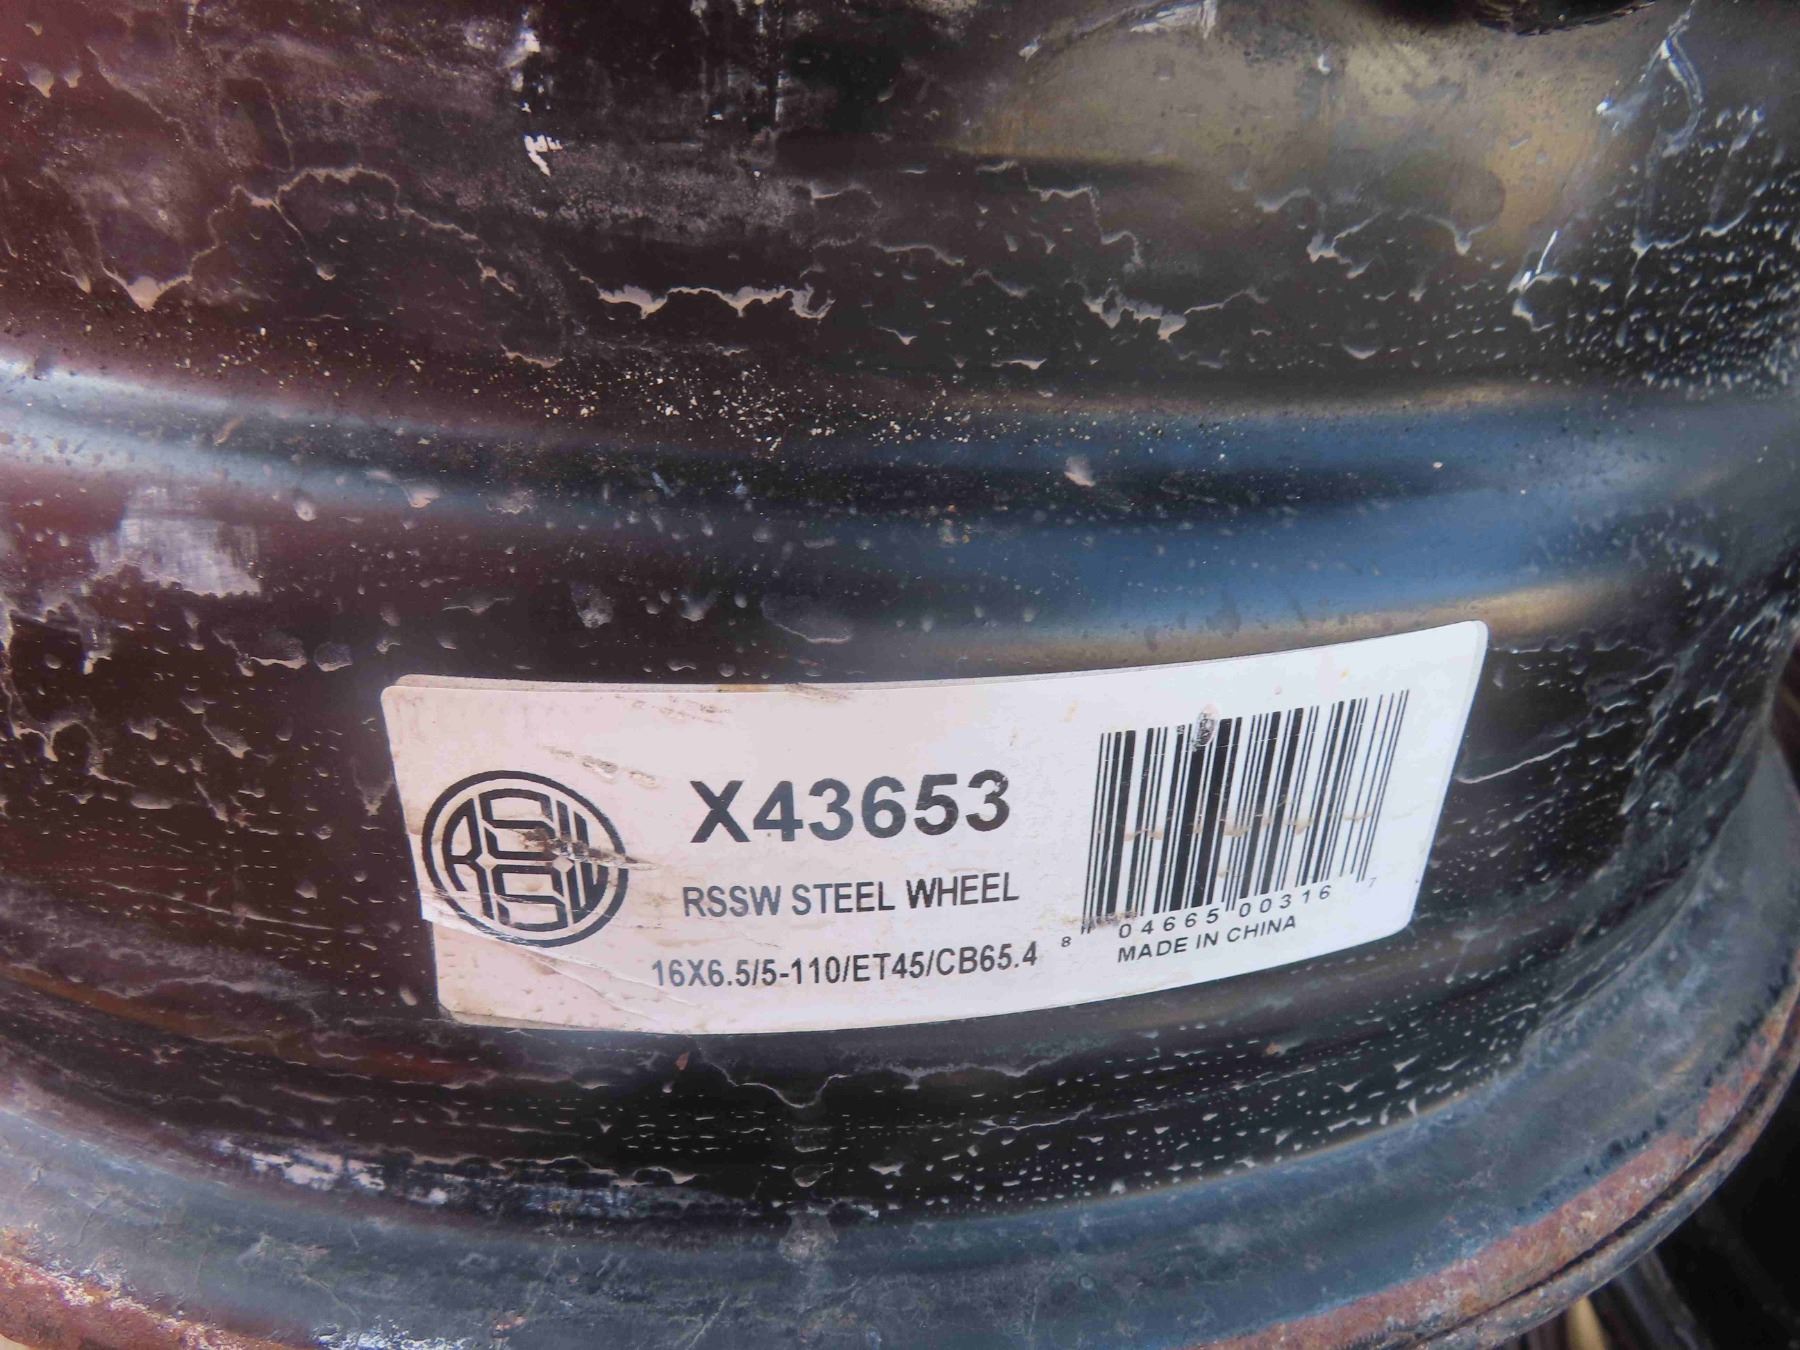 RSSW
X43653
RSSW STEEL WHEEL
16X6.5/5-110/ET45/CB65.4
8 04665 00316 7
MADE IN CHINA